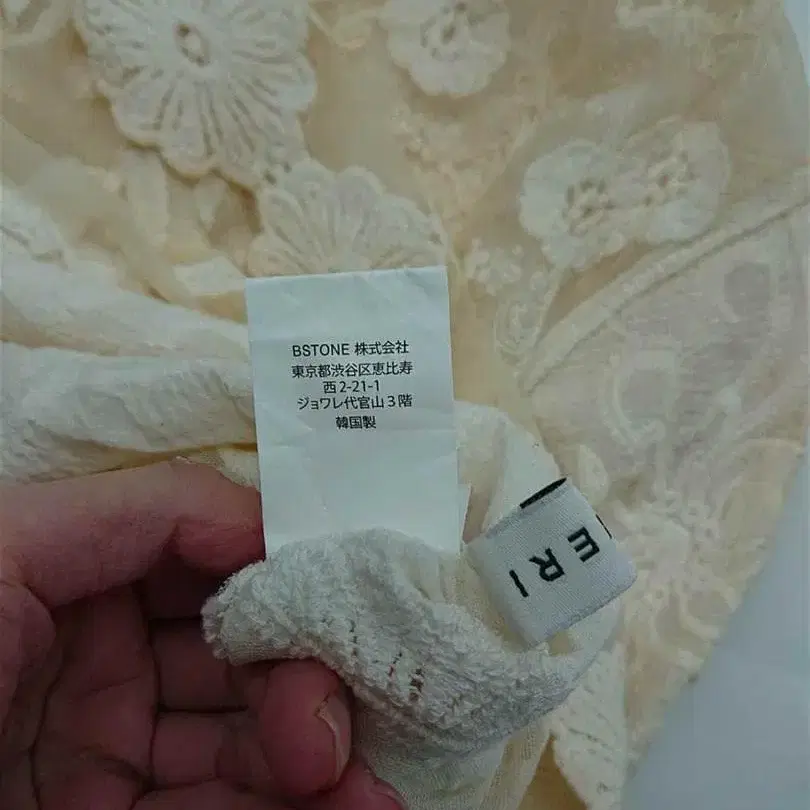 BSTONE 株式会社
東京都渋谷区恵比寿
西2-21-1
ジョワレ代官山3階
韓国製
ERI